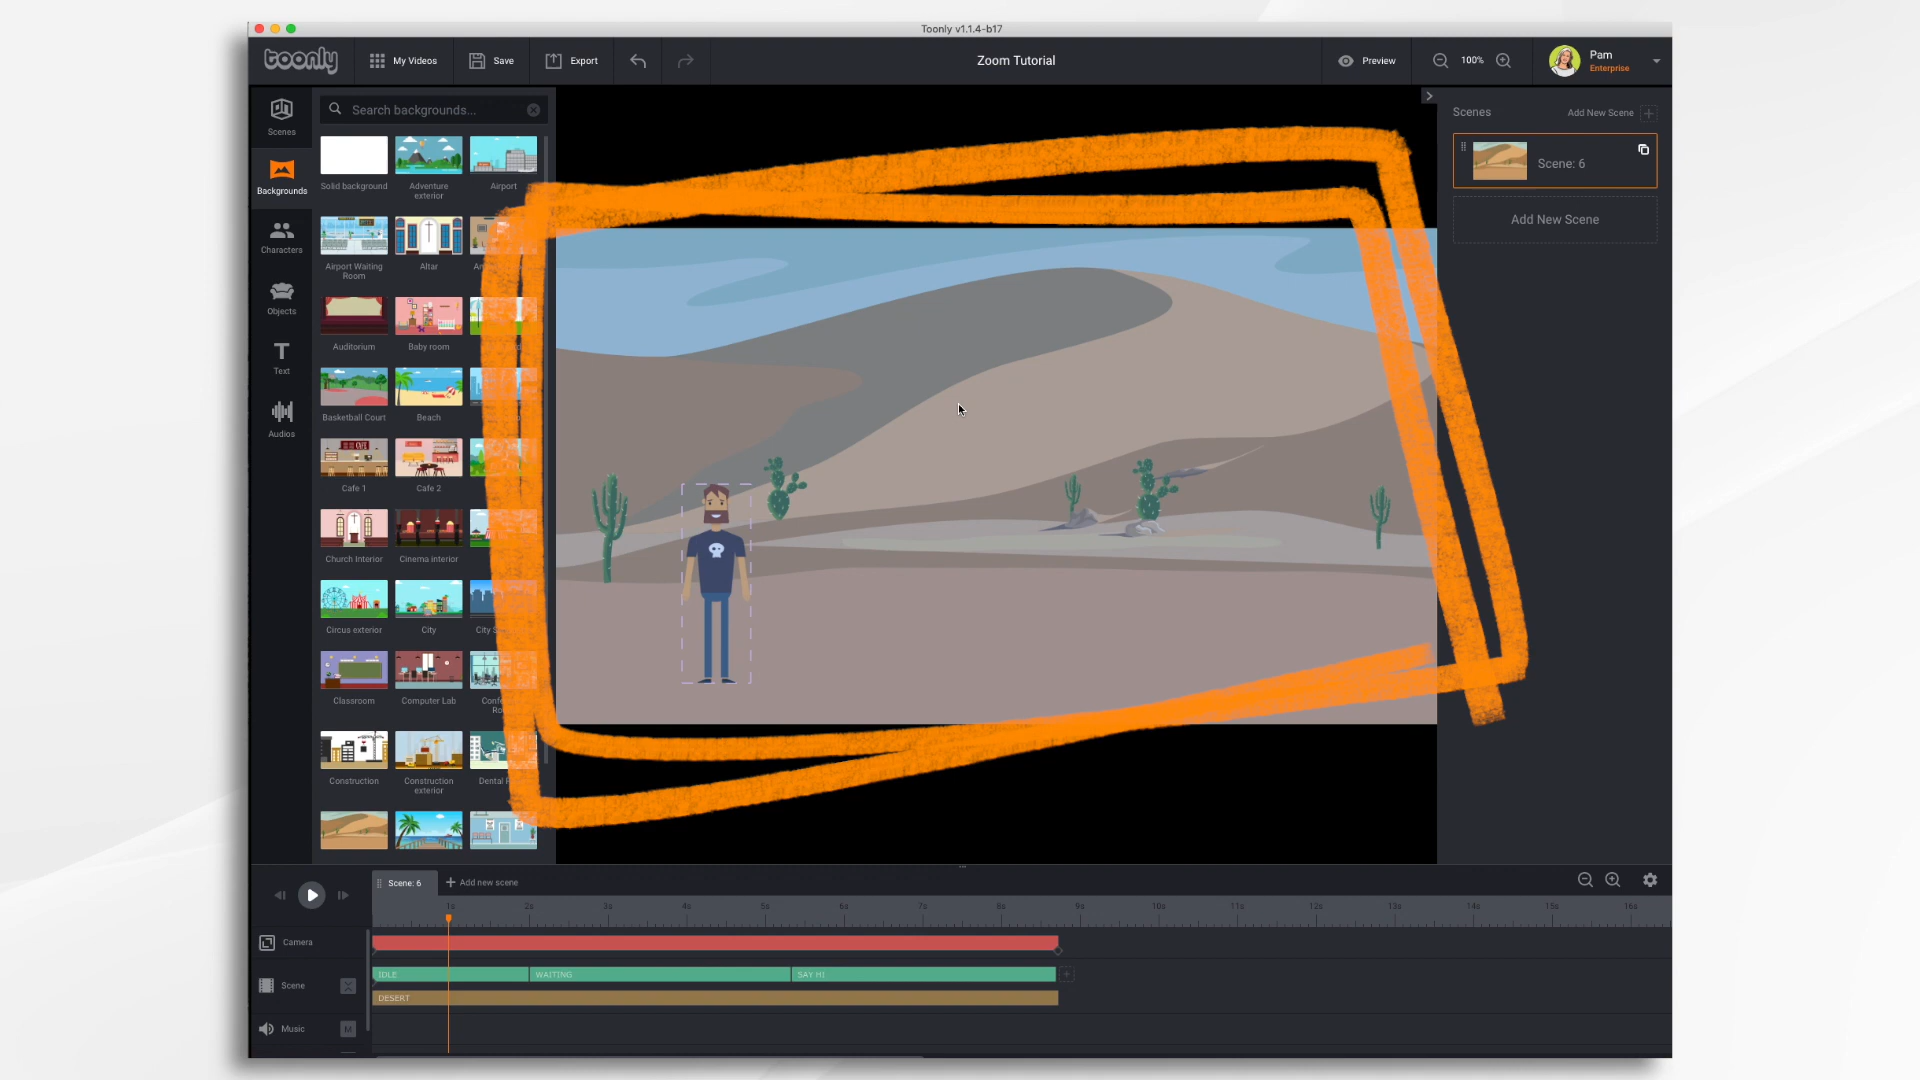 Toonly v1.1.4-b17
toonly
My Videos
Save
Export
Zoom Tutorial
Preview
100%
Pam
Enterprise
Scenes
Backgrounds
Characters
Objects
Text
Audios
Search backgrounds...
Solid background
Adventure
exterior
Airport
Airport Waiting
Room
Altar
Auditorium
Baby room
Basketball Court
Beach
Cafe 1
Cafe 2
Church Interior
Cinema interior
Circus exterior
City
City
Classroom
Computer Lab
Construction
Construction
exterior
Dental
Scenes
Add New Scene
Scene: 6
Add New Scene
Scene: 6
Add new scene
1s 2s 3s 4s 5s 6s 7s 8s 9s 10s 11s 12s 13s 14s 15s 16s
Camera
Scene
IDLE
WAITING
SAY HI
DESERT
Music
M